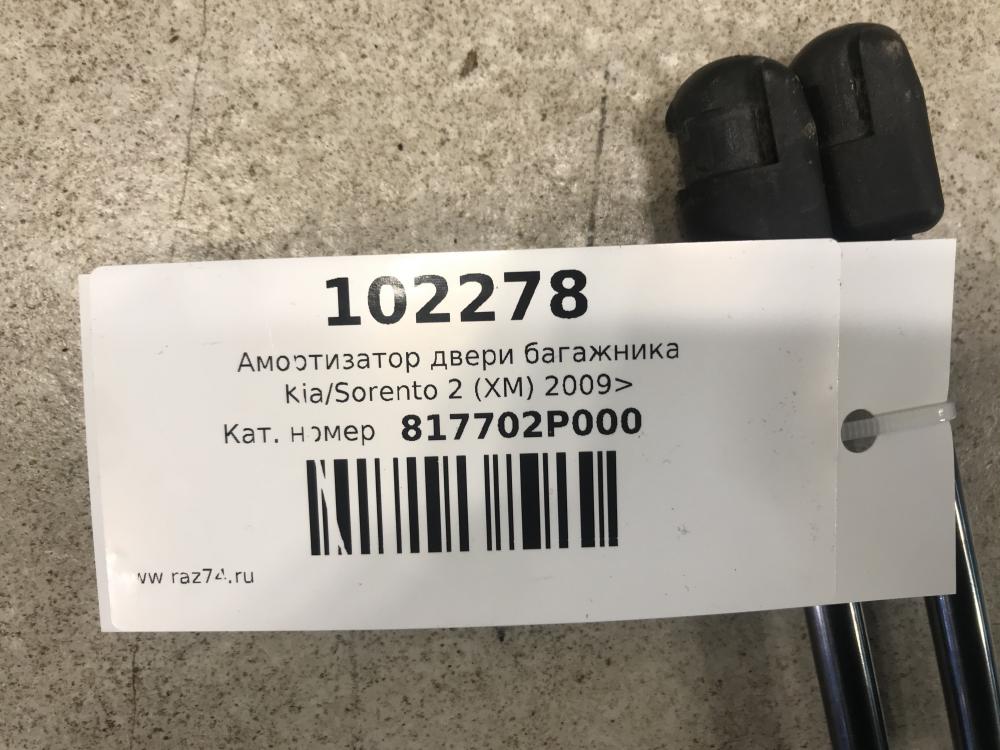 102278
Амортизатор двери багажника
Kia/Sorento 2 (XM) 2009>
Кат. номер 817702P000
ww raz74.ru